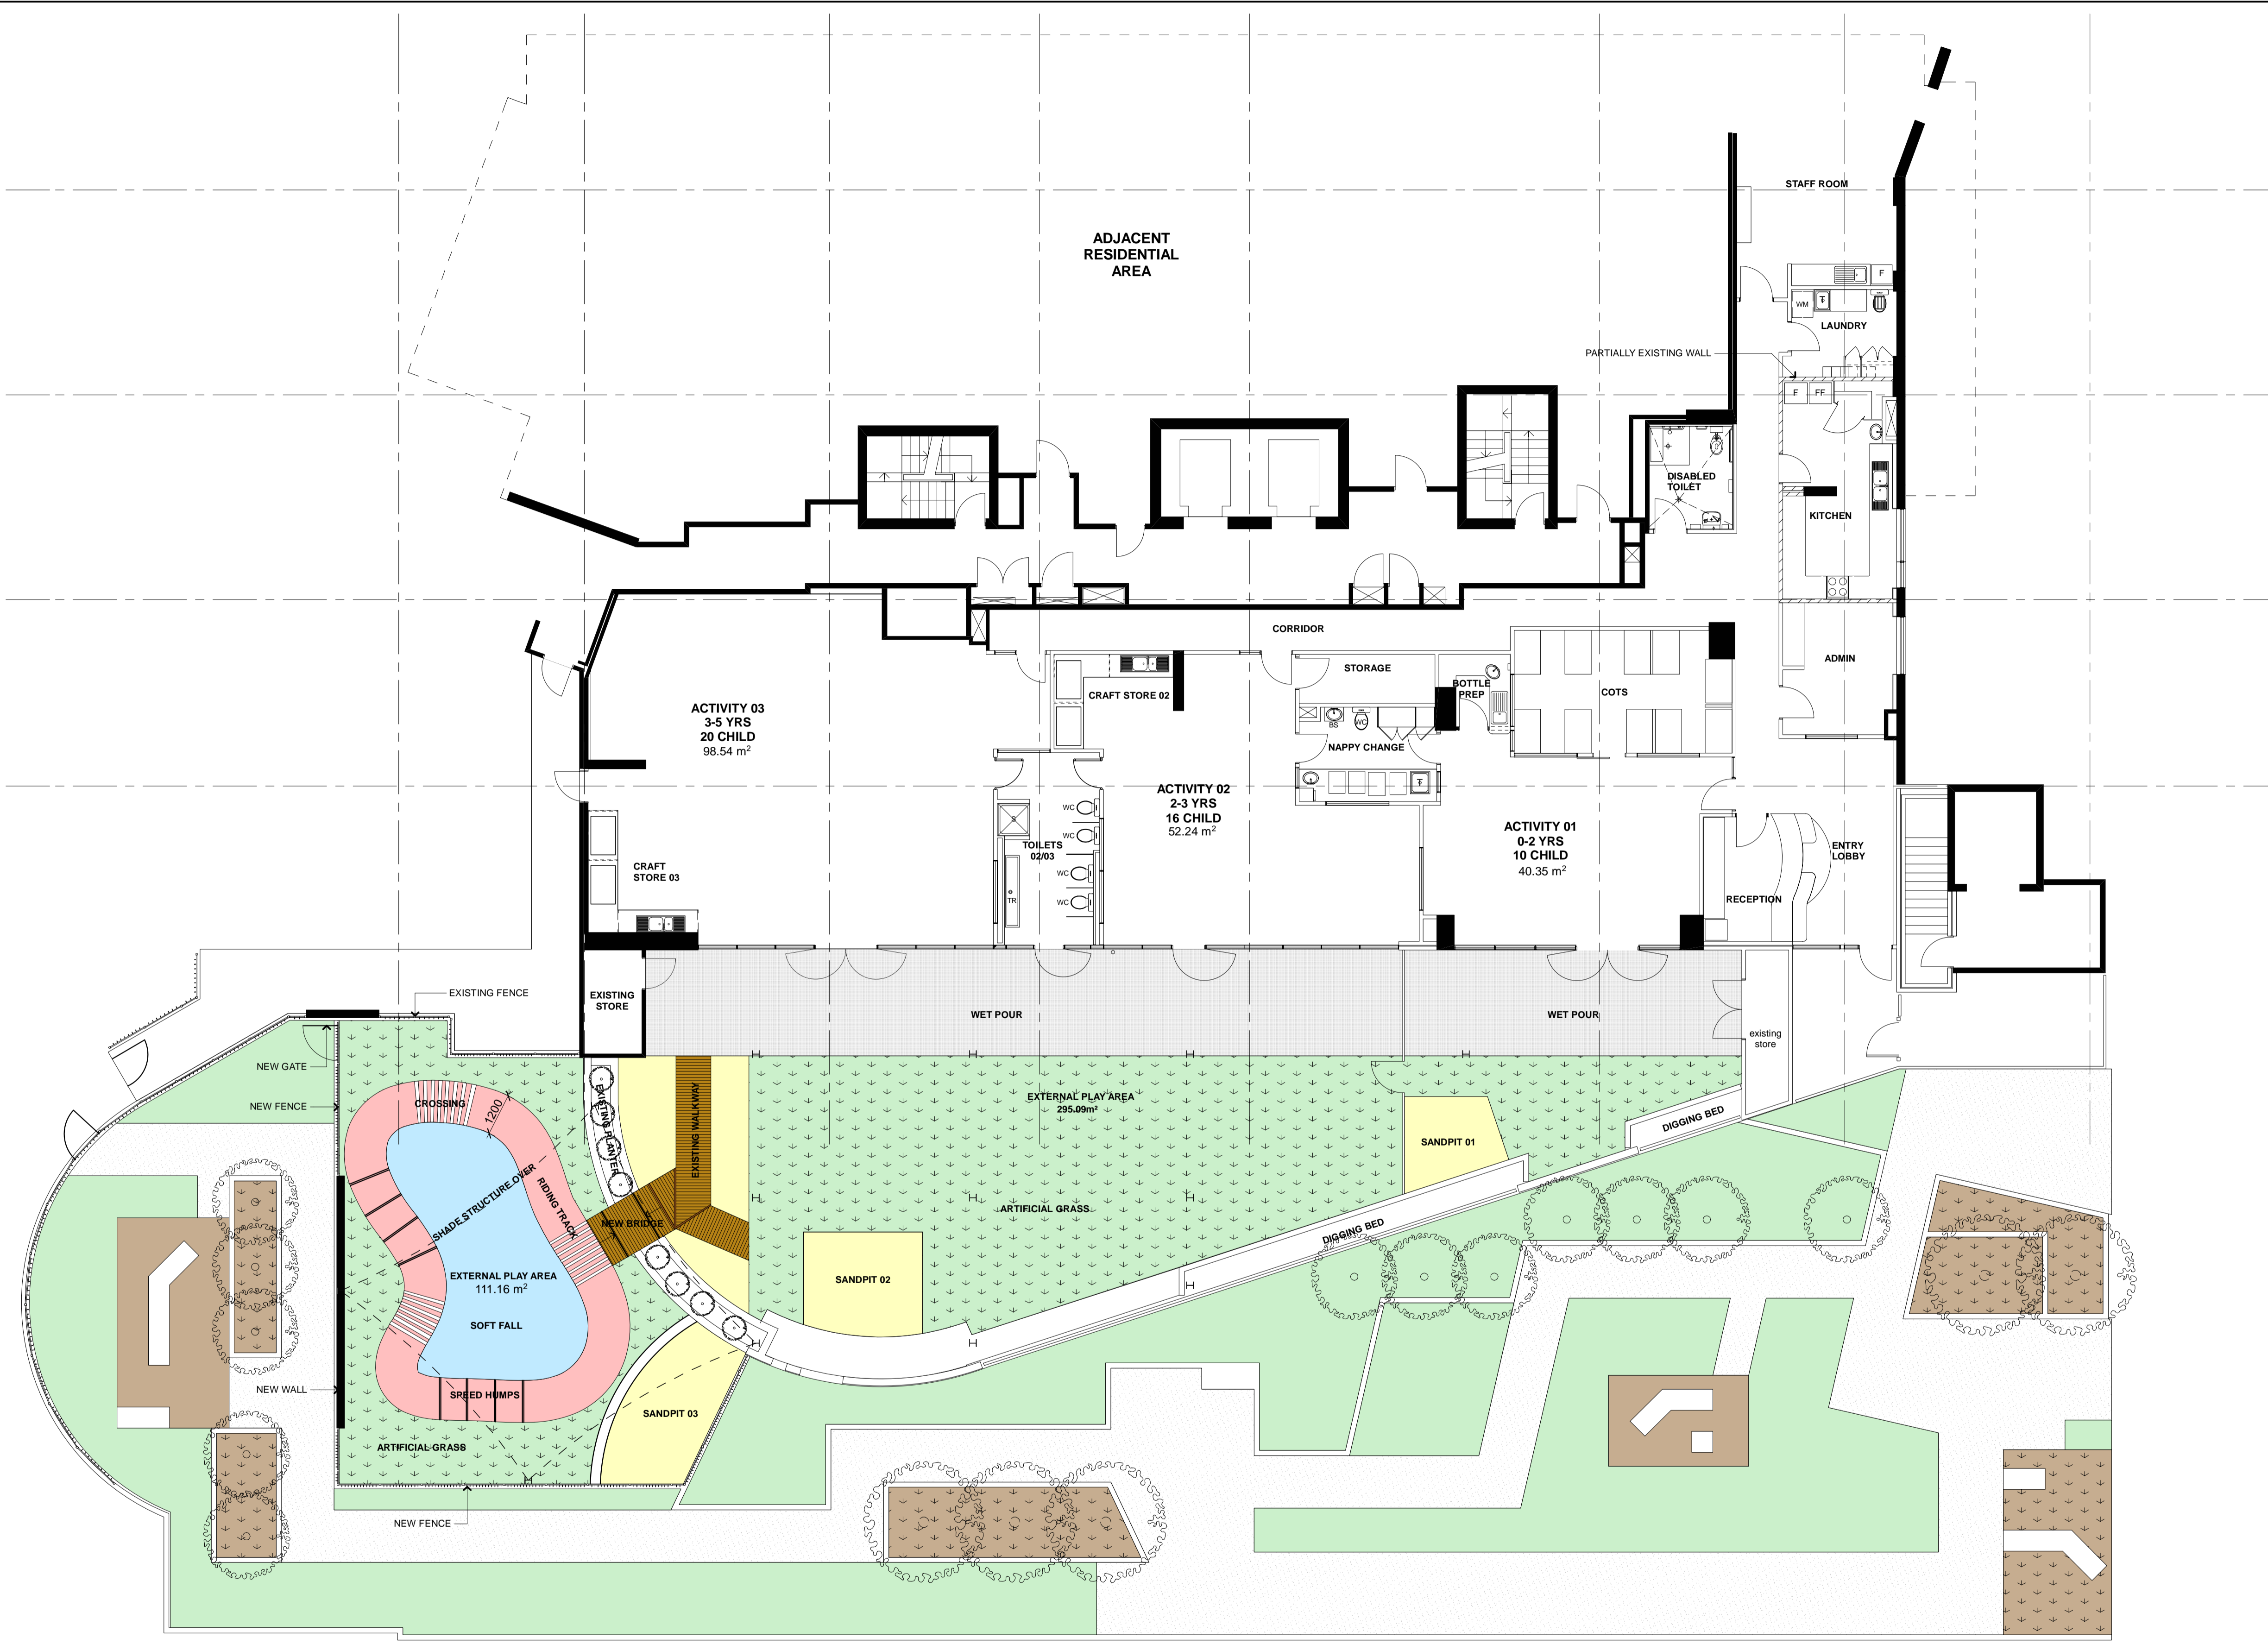 STAFF ROOM
ADJACENT
RESIDENTIAL
AREA
F
WM
LAUNDRY
PARTIALLY EXISTING WALL
F
FF
DISABLED
TOILET
KITCHEN
CORRIDOR
STORAGE
ADMIN
BOTTLE
PREP
COTS
CRAFT STORE 02
ACTIVITY 03
3-5 YRS
20 CHILD
98.54 m²
BS
WC
NAPPY CHANGE
ACTIVITY 02
2-3 YRS
16 CHILD
52.24 m²
WC
WC
WC
WC
S
TOILETS
02/03
TR
ACTIVITY 01
0-2 YRS
10 CHILD
40.35 m²
ENTRY
LOBBY
CRAFT
STORE 03
RECEPTION
EXISTING FENCE
EXISTING
STORE
WET POUR
WET POUR
existing
store
NEW GATE
NEW FENCE
CROSSING
1200
EXISTING PLANTER
EXISTING WALKWAY
EXTERNAL PLAY AREA
295.09m²
SANDPIT 01
DIGGING BED
SHADE STRUCTURE OVER
RIDING TRACK
NEW BRIDGE
ARTIFICIAL GRASS
DIGGING BED
EXTERNAL PLAY AREA
111.16 m²
SANDPIT 02
SOFT FALL
NEW WALL
SPEED HUMPS
SANDPIT 03
ARTIFICIAL GRASS
NEW FENCE